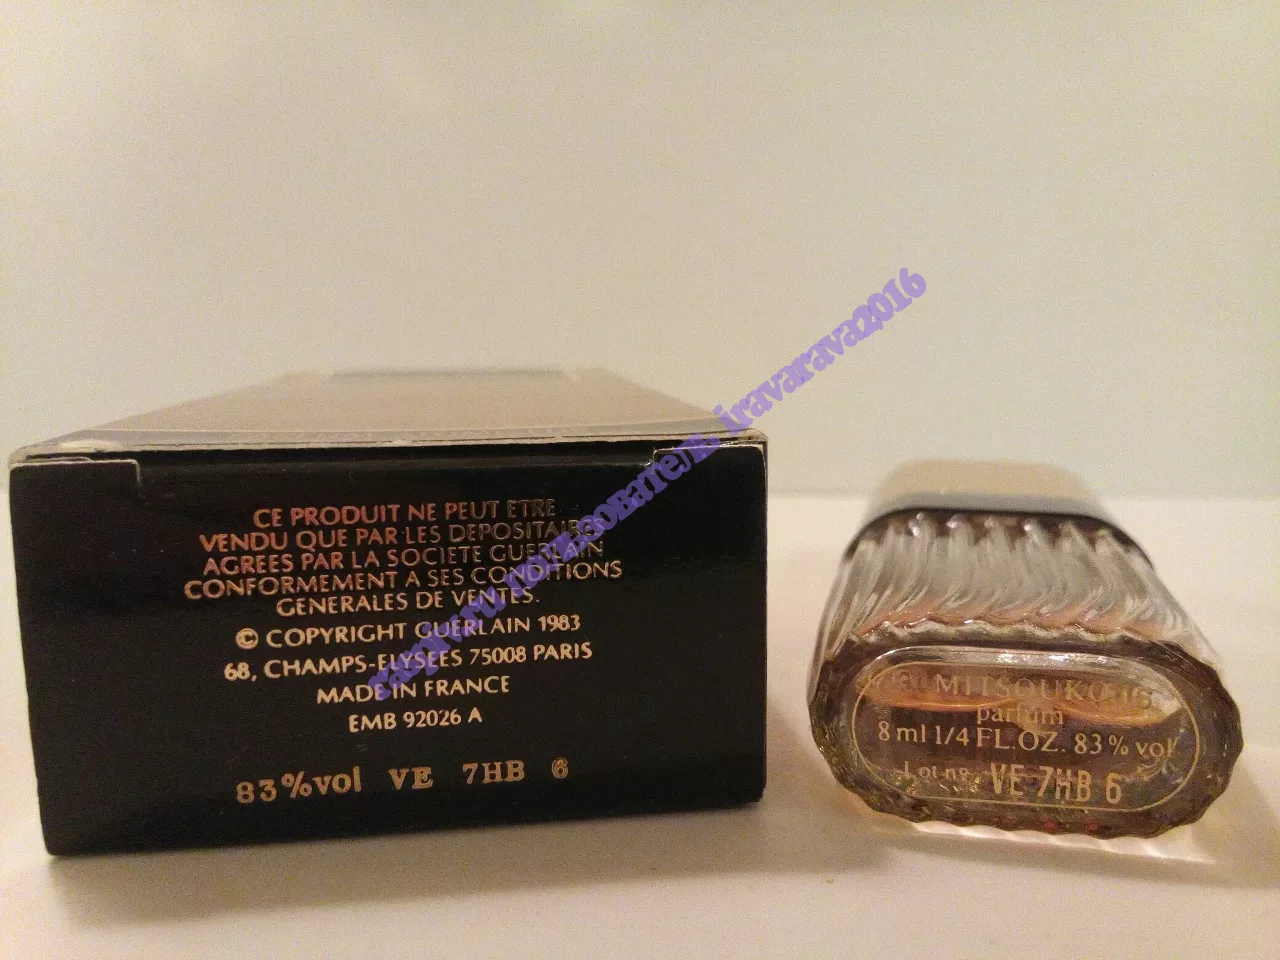 CE PRODUIT NE PEUT ETRE
VENDU QUE PAR LES DEPOSITAIRES
AGREES PAR LA SOCIETE GUERLAIN
CONFORMEMENT A SES CONDITIONS
GENERALES DE VENTES.
© COPYRIGHT GUERLAIN 1983
68, CHAMPS-ELYSEES 75008 PARIS
MADE IN FRANCE
EMB 92026 A
83%vol VE 7HB 6
MITSOUKO
parfum
8 ml 1/4 FL.OZ. 83% vol
Lot n° VE 7HB 6
iravarava2016